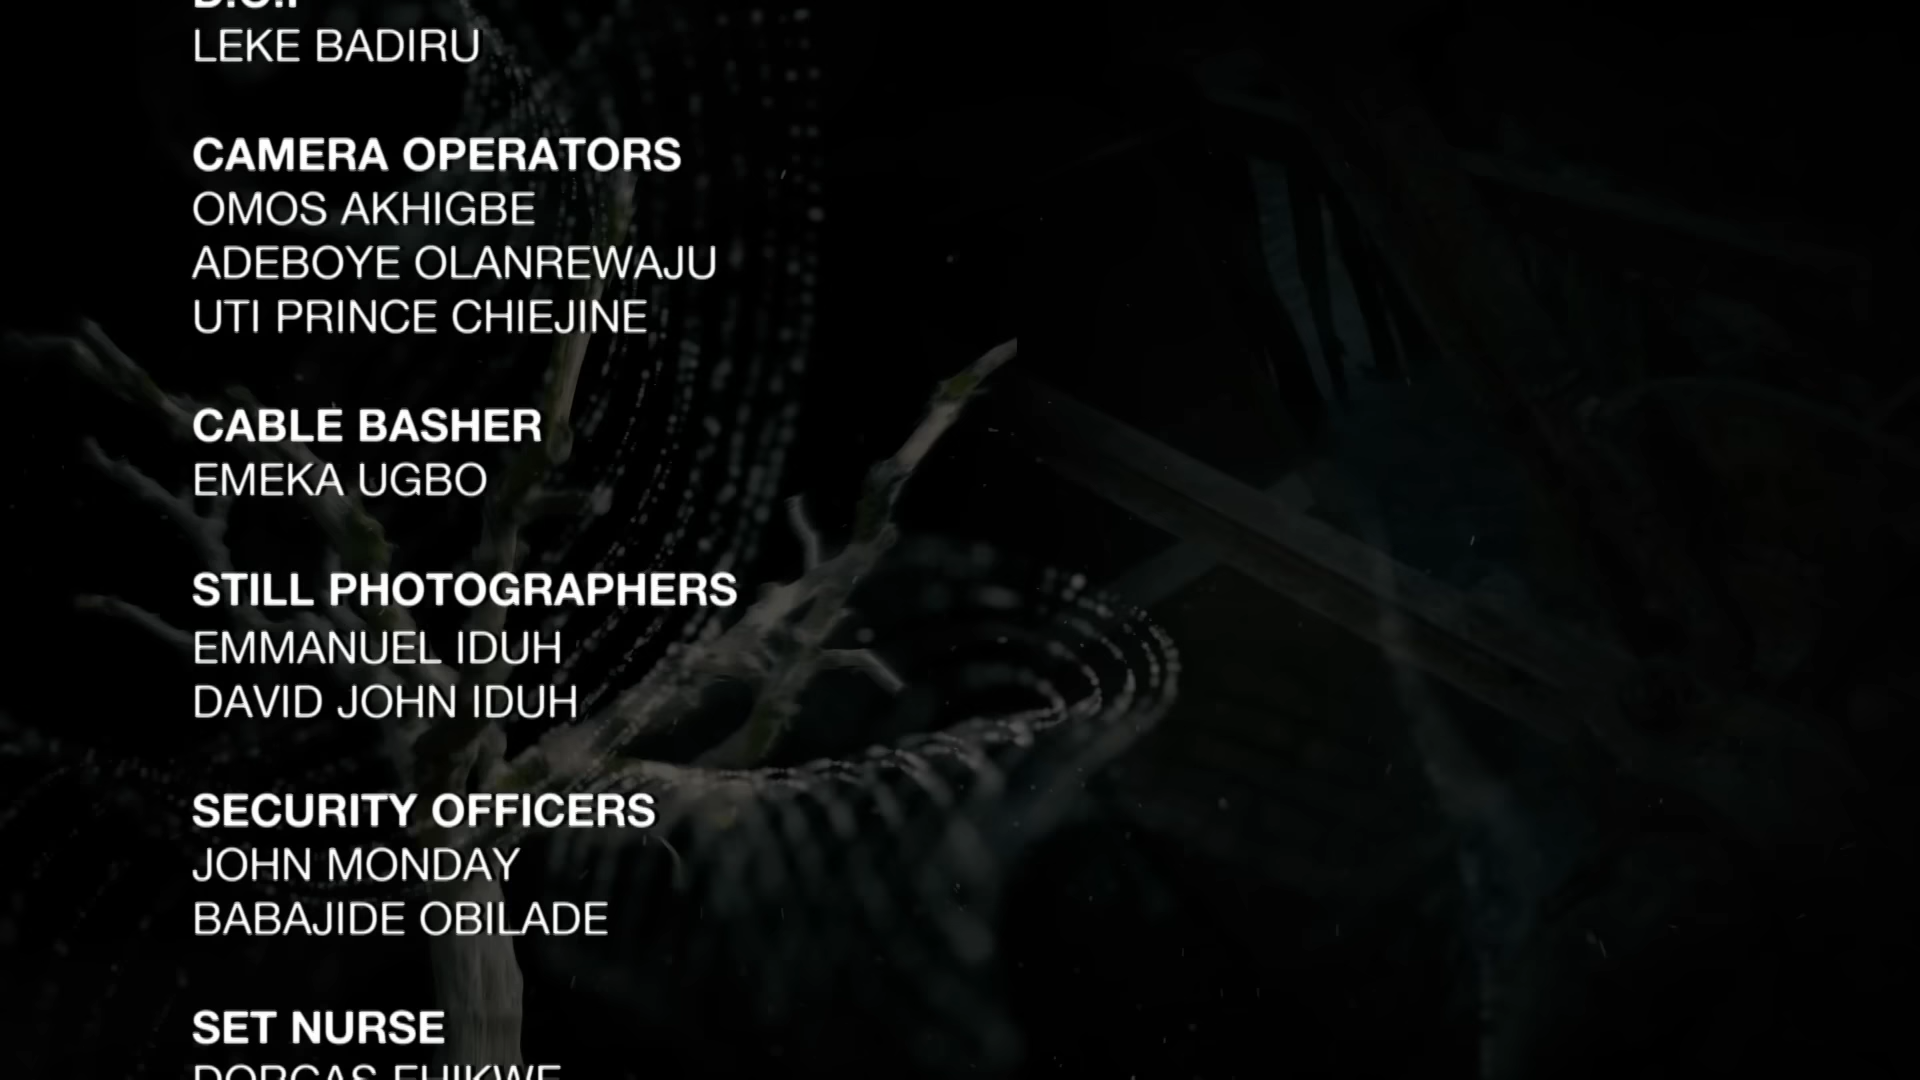 D.O.P
LEKE BADIRU
CAMERA OPERATORS
OMOS AKHIGBE
ADEBOYE OLANREWAJU
UTI PRINCE CHIEJINE
CABLE BASHER
EMEKA UGBO
STILL PHOTOGRAPHERS
EMMANUEL IDUH
DAVID JOHN IDUH
SECURITY OFFICERS
JOHN MONDAY
BABAJIDE OBILADE
SET NURSE
DORCAS